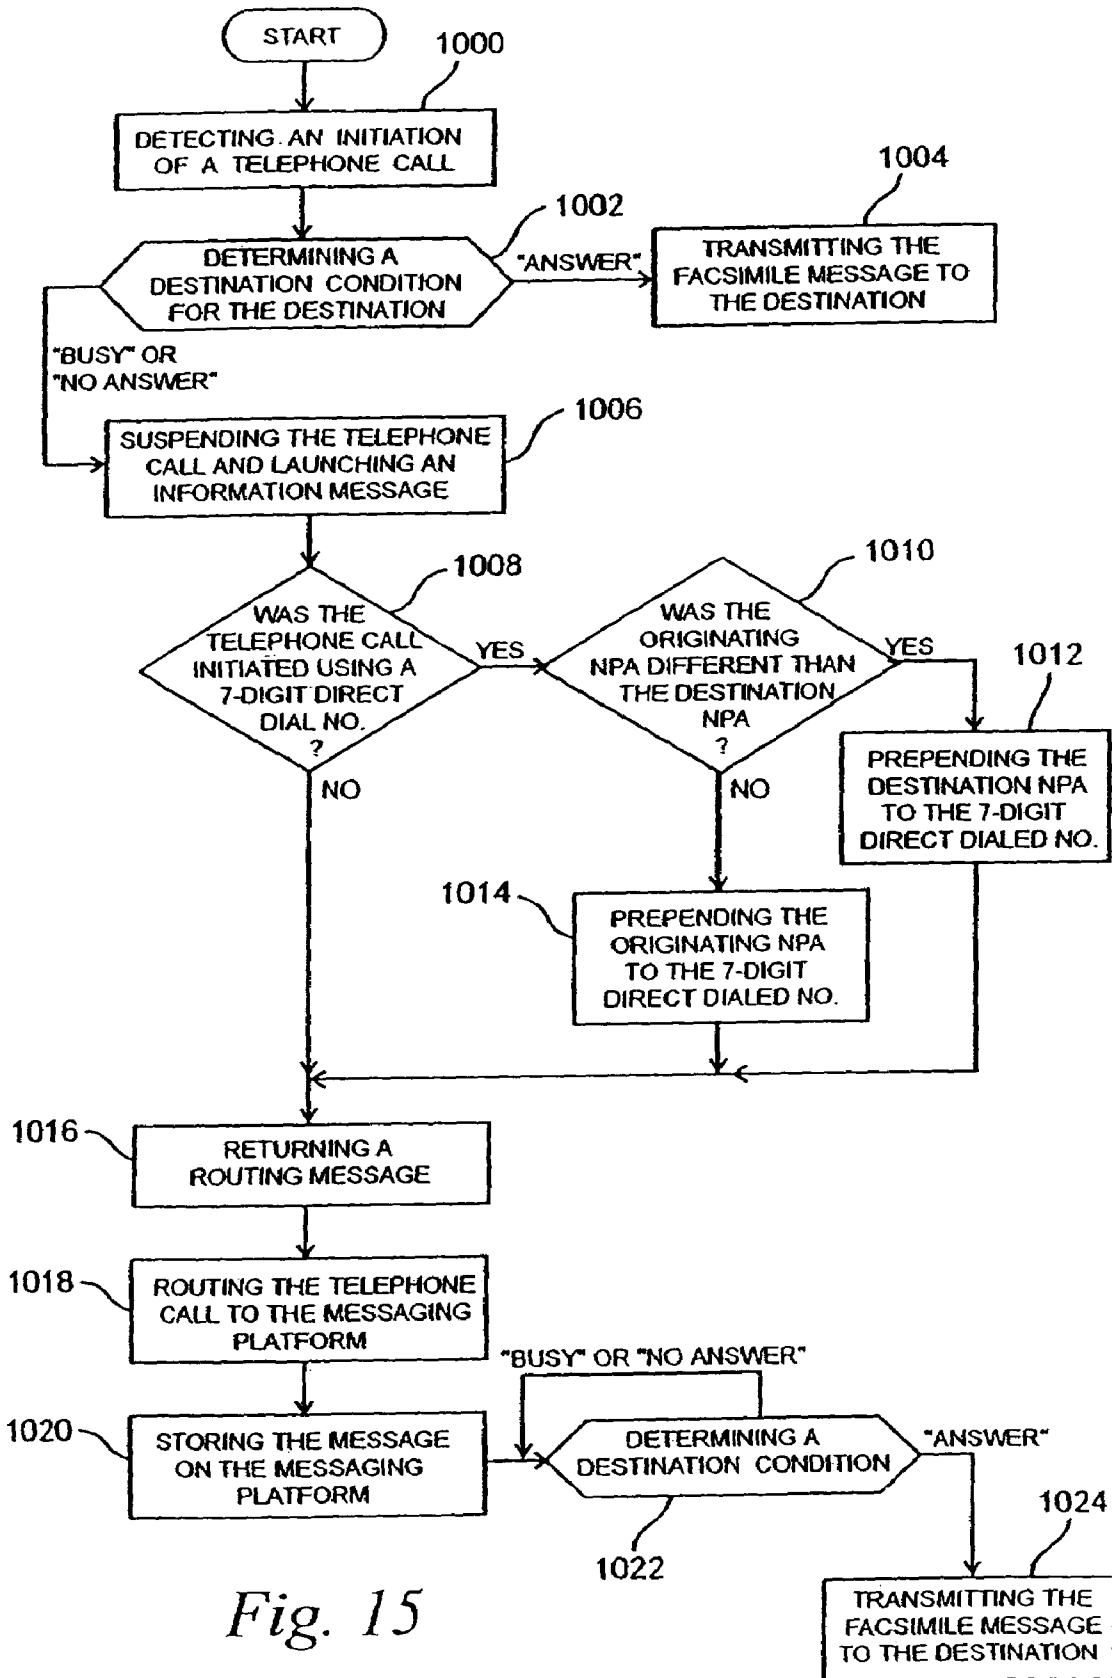 START
1000
DETECTING AN INITIATION
OF A TELEPHONE CALL
1002
DETERMINING A
DESTINATION CONDITION
FOR THE DESTINATION
"ANSWER"
1004
TRANSMITTING THE
FACSIMILE MESSAGE TO
THE DESTINATION
"BUSY" OR
"NO ANSWER"
1006
SUSPENDING THE TELEPHONE
CALL AND LAUNCHING AN
INFORMATION MESSAGE
1008
WAS THE
TELEPHONE CALL
INITIATED USING A
7-DIGIT DIRECT
DIAL NO.
?
YES
NO
1010
WAS THE
ORIGINATING
NPA DIFFERENT THAN
THE DESTINATION
NPA
?
YES
NO
1012
PREPENDING THE
DESTINATION NPA
TO THE 7-DIGIT
DIRECT DIALED NO.
1014
PREPENDING THE
ORIGINATING NPA
TO THE 7-DIGIT
DIRECT DIALED NO.
1016
RETURNING A
ROUTING MESSAGE
1018
ROUTING THE TELEPHONE
CALL TO THE MESSAGING
PLATFORM
1020
STORING THE MESSAGE
ON THE MESSAGING
PLATFORM
"BUSY" OR "NO ANSWER"
DETERMINING A
DESTINATION CONDITION
"ANSWER"
1022
1024
TRANSMITTING THE
FACSIMILE MESSAGE
TO THE DESTINATION
Fig. 15